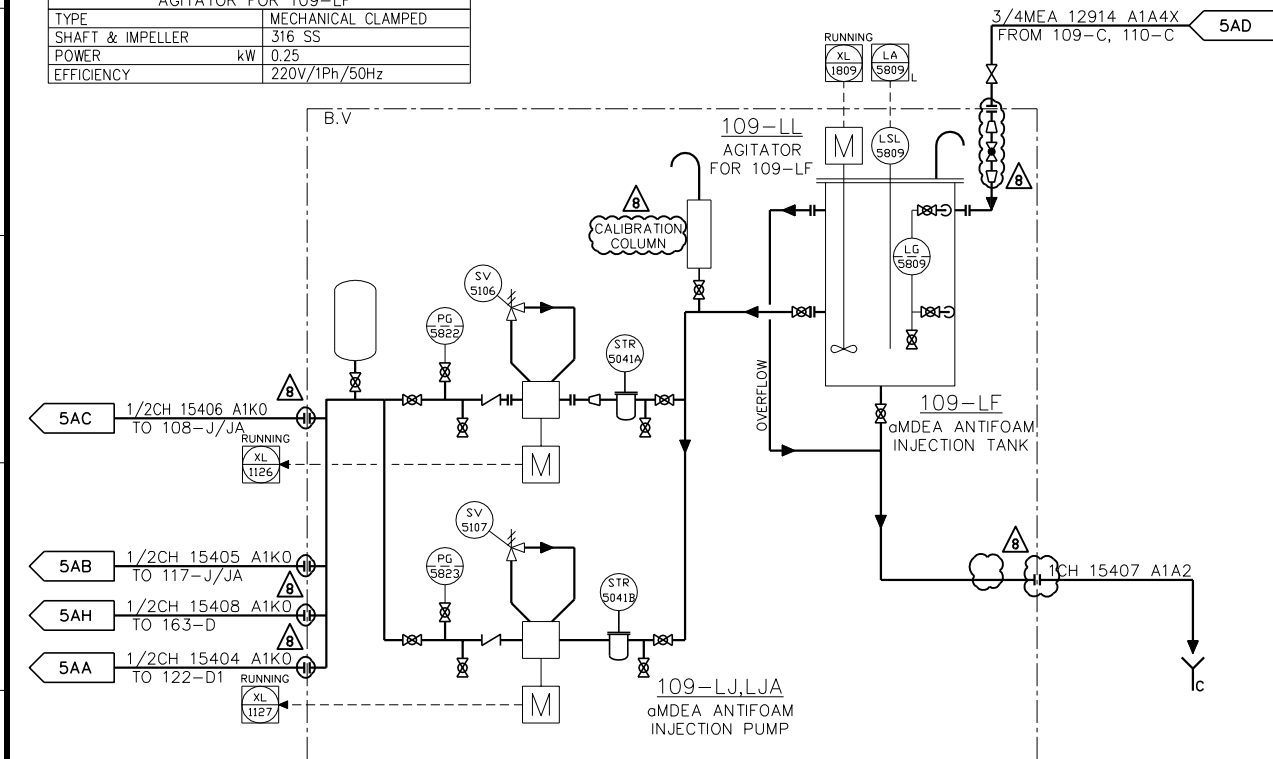 AGITATOR FOR 109-LF
TYPE MECHANICAL CLAMPED
SHAFT & IMPELLER 316 SS
POWER kW 0.25
EFFICIENCY 220V/1Ph/50Hz
3/4MEA 12914 A1A4X
FROM 109-C, 110-C
5AD
B.V
RUNNING
XL
1809
LA
5809
L
109-LL
AGITATOR
FOR 109-LF
M
LSL
5809
8
8
CALIBRATION
COLUMN
LG
5809
SV
5106
PG
5822
STR
5041A
OVERFLOW
109-LF
aMDEA ANTIFOAM
INJECTION TANK
8
5AC
1/2CH 15406 A1K0
TO 108-J/JA
RUNNING
XL
1126
M
SV
5107
PG
5823
STR
5041B
8
5AB
1/2CH 15405 A1K0
TO 117-J/JA
8
5AH
1/2CH 15408 A1K0
TO 163-D
8
5AA
1/2CH 15404 A1K0
TO 122-D1
1CH 15407 A1A2
C
RUNNING
XL
1127
M
109-LJ,LJA
aMDEA ANTIFOAM
INJECTION PUMP